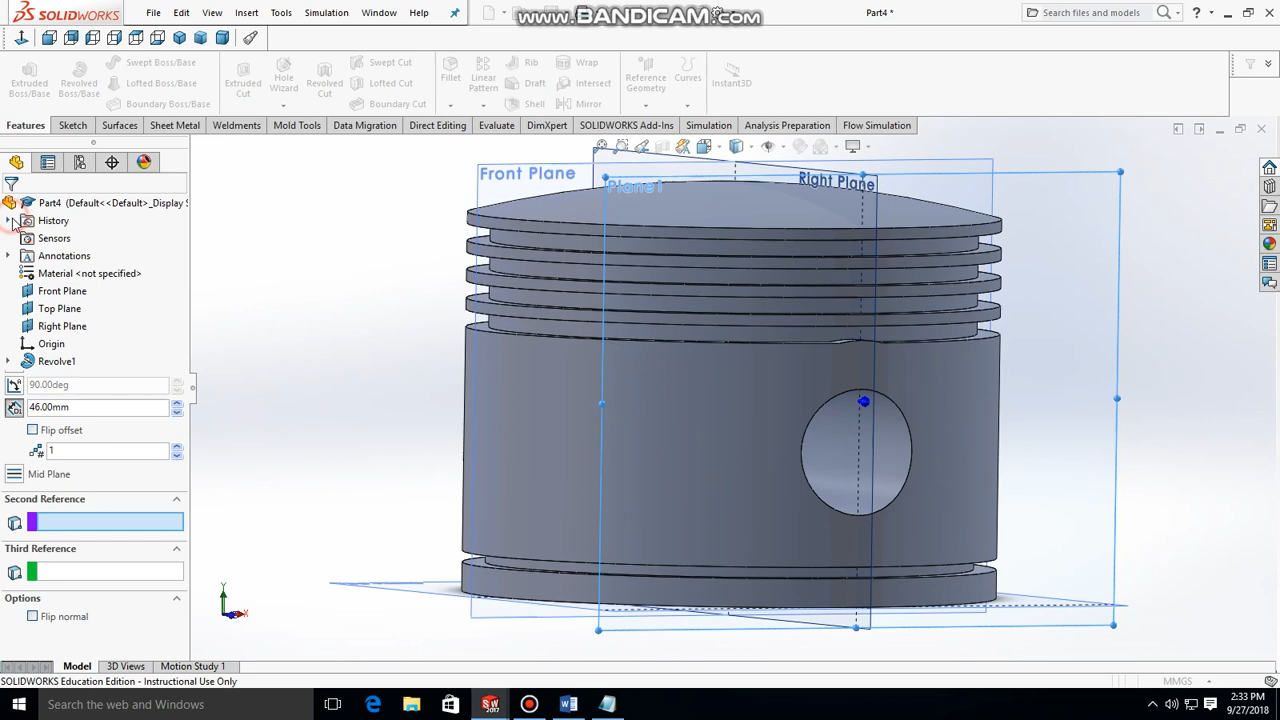 SOLIDWORKS
File Edit View Insert Tools Simulation Window Help
www.BANDICAM.com
Part4 *
Search files and models
Extruded Boss/Base
Revolved Boss/Base
Swept Boss/Base
Lofted Boss/Base
Boundary Boss/Base
Extruded Cut
Hole Wizard
Revolved Cut
Swept Cut
Lofted Cut
Boundary Cut
Fillet
Linear Pattern
Rib
Draft
Shell
Wrap
Intersect
Mirror
Reference Geometry
Curves
Instant3D
Features Sketch Surfaces Sheet Metal Weldments Mold Tools Data Migration Direct Editing Evaluate DimXpert SOLIDWORKS Add-Ins Simulation Analysis Preparation Flow Simulation
Part4 (Default<<Default>_Display S
History
Sensors
Annotations
Material <not specified>
Front Plane
Top Plane
Right Plane
Origin
Revolve1
90.00deg
46.00mm
Flip offset
1
Mid Plane
Second Reference
Third Reference
Options
Flip normal
Front Plane
Plane1
Right Plane
Y
X
Model 3D Views Motion Study 1
SOLIDWORKS Education Edition - Instructional Use Only
MMGS
Search the web and Windows
SW
2017
2:33 PM
9/27/2018